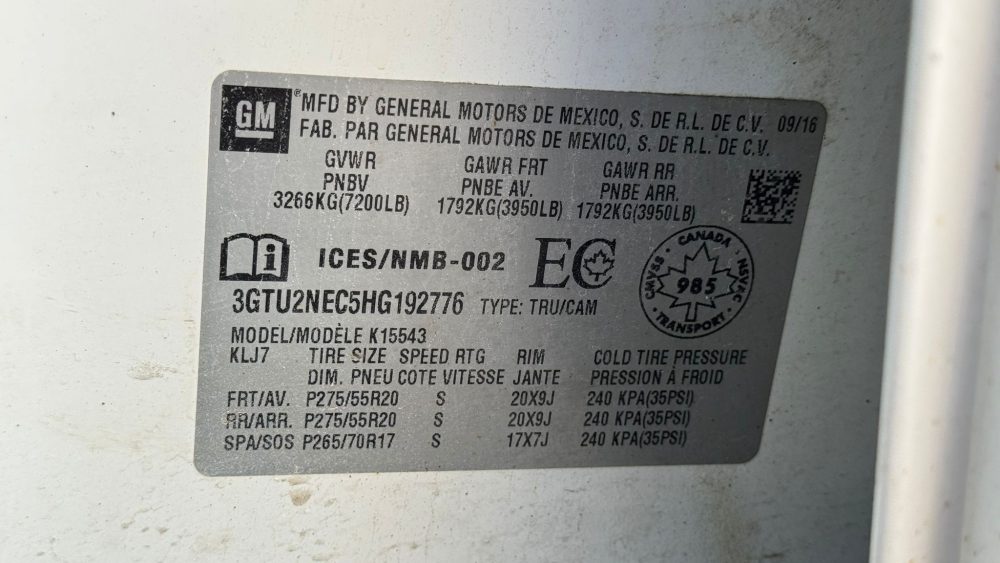 GM
®MFD BY GENERAL MOTORS DE MEXICO, S. DE R.L. DE C.V. 09/16
FAB. PAR GENERAL MOTORS DE MEXICO, S. DE R.L. DE C.V.
GVWR GAWR FRT GAWR RR
PNBV PNBE AV. PNBE ARR.
3266KG(7200LB) 1792KG(3950LB) 1792KG(3950LB)
i ICES/NMB-002 EC
CANADA
CMVSS 985 NSVAC
TRANSPORT
3GTU2NEC5HG192776 TYPE: TRU/CAM
MODEL/MODÈLE K15543
KLJ7 TIRE SIZE SPEED RTG RIM COLD TIRE PRESSURE
DIM. PNEU COTE VITESSE JANTE PRESSION À FROID
FRT/AV. P275/55R20 S 20X9J 240 KPA(35PSI)
RR/ARR. P275/55R20 S 20X9J 240 KPA(35PSI)
SPA/SOS P265/70R17 S 17X7J 240 KPA(35PSI)